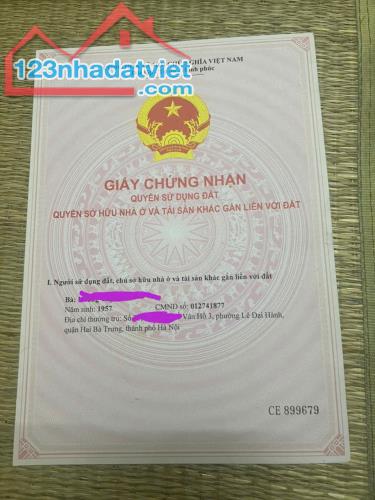 123nhadatviet.com
NGHĨA VIỆT NAM
phúc
GIẤY CHỨNG NHẬN
QUYỀN SỬ DỤNG ĐẤT
QUYỀN SỞ HỮU NHÀ Ở VÀ TÀI SẢN KHÁC GẮN LIỀN VỚI ĐẤT
I. Người sử dụng đất, chủ sở hữu nhà ở và tài sản khác gắn liền với đất
Bà:
Năm sinh: 1957 CMND số: 012741877
Địa chỉ thường trú: Số Vân Hồ 3, phường Lê Đại Hành,
quận Hai Bà Trưng, thành phố Hà Nội
CE 899679